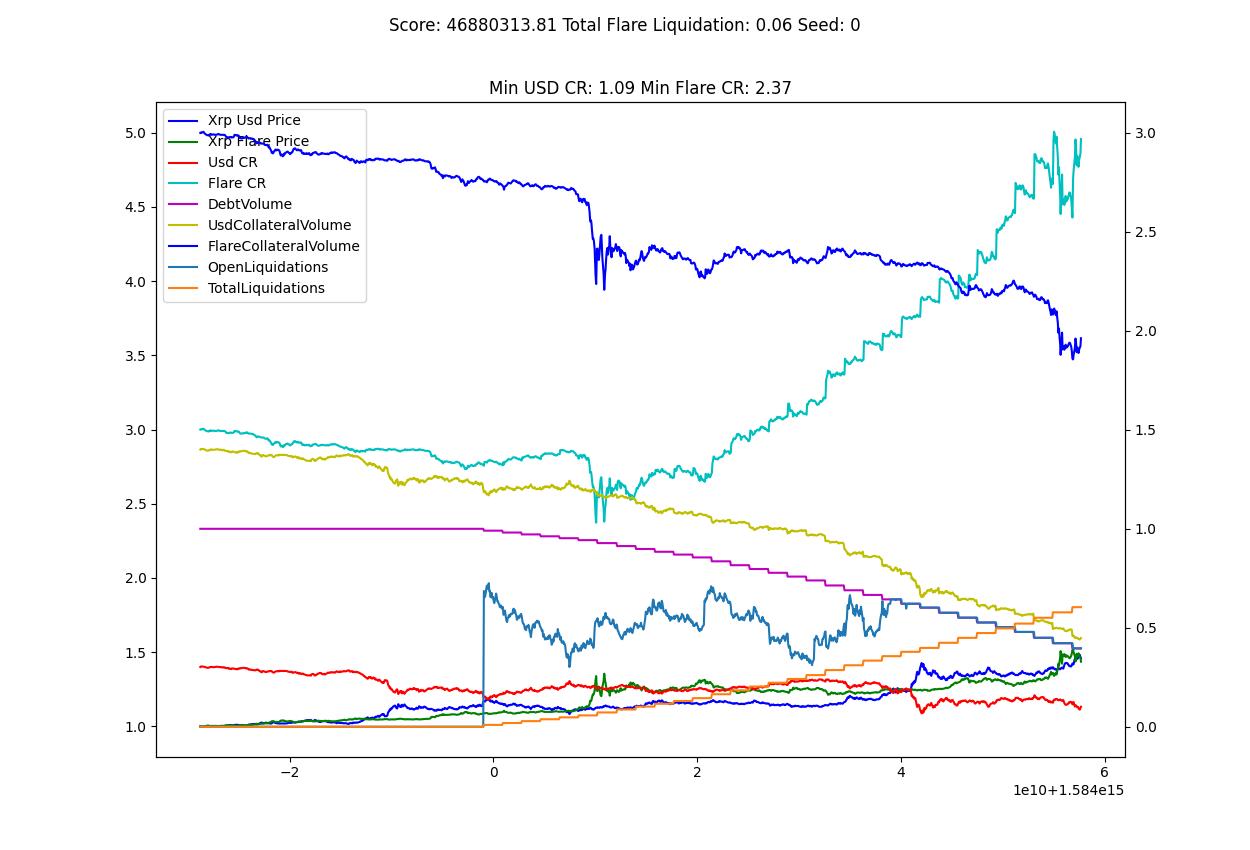 Score: 46880313.81 Total Flare Liquidation: 0.06 Seed: 0
Min USD CR: 1.09 Min Flare CR: 2.37
Xrp Usd Price
Xrp Flare Price
Usd CR
Flare CR
DebtVolume
UsdCollateralVolume
FlareCollateralVolume
OpenLiquidations
TotalLiquidations
5.0
4.5
4.0
3.5
3.0
2.5
2.0
1.5
1.0
3.0
2.5
2.0
1.5
1.0
0.5
0.0
−2 0 2 4 6
1e10+1.584e15